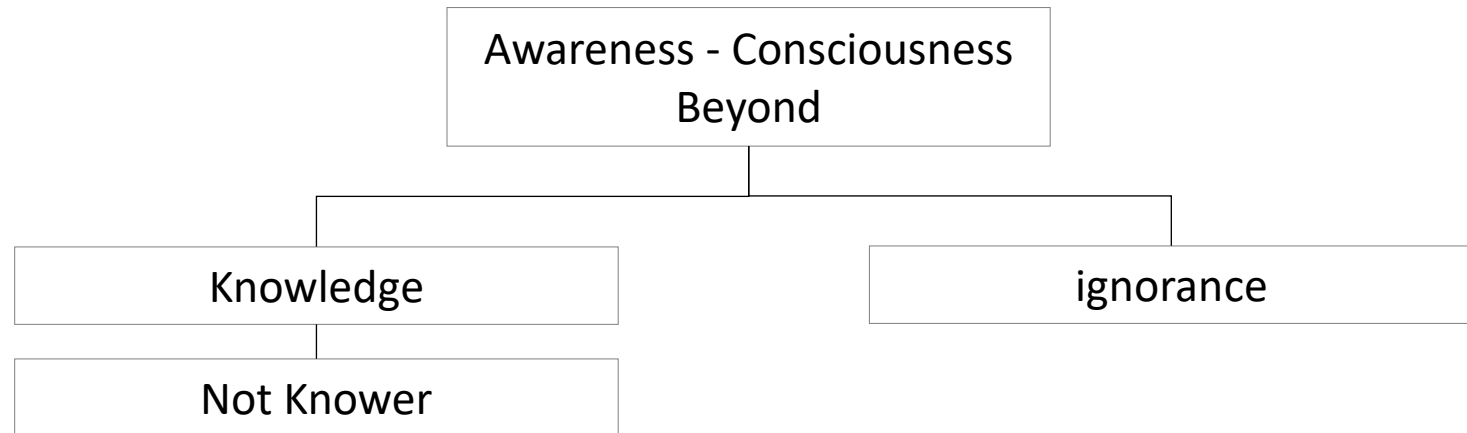 Awareness - Consciousness
Beyond
Knowledge
ignorance
Not Knower